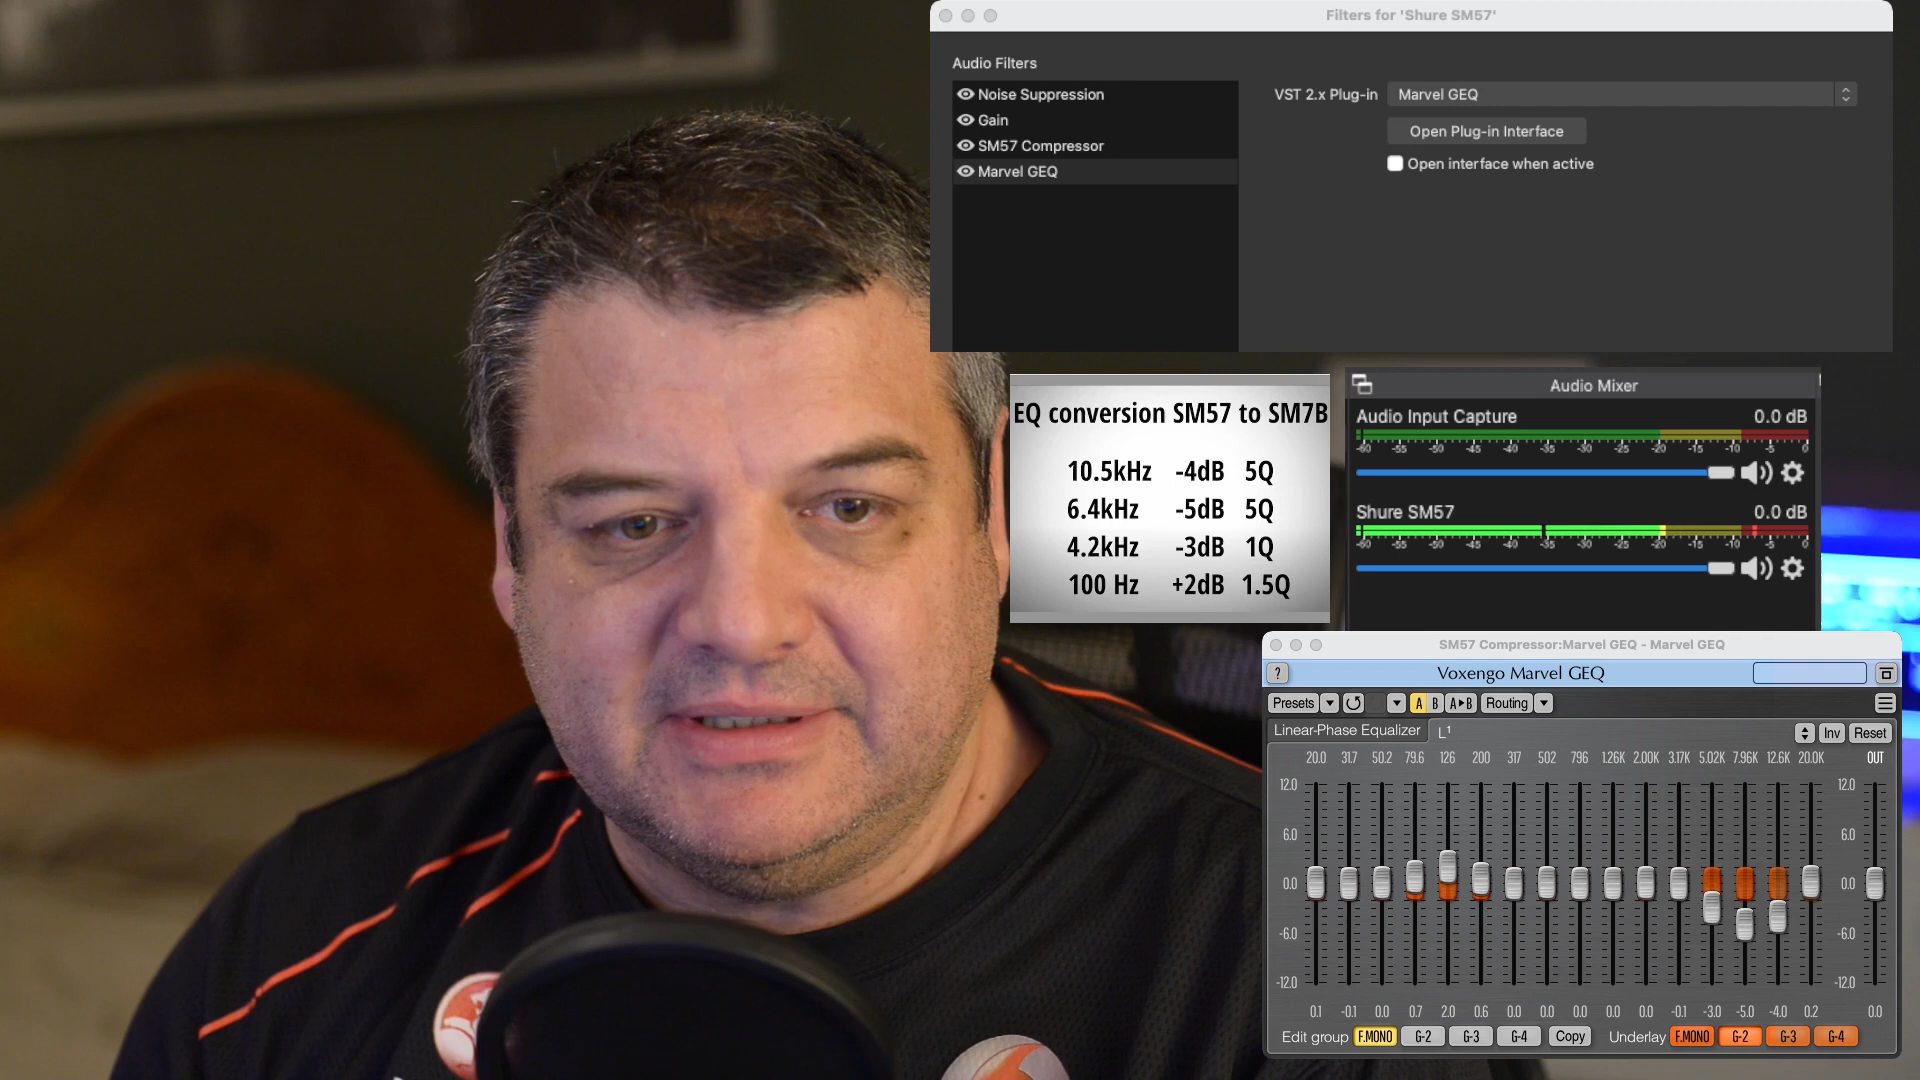 Filters for 'Shure SM57'
Audio Filters
Noise Suppression
Gain
SM57 Compressor
Marvel GEQ
VST 2.x Plug-in Marvel GEQ
Open Plug-in Interface
Open interface when active
EQ conversion SM57 to SM7B
10.5kHz -4dB 5Q
6.4kHz -5dB 5Q
4.2kHz -3dB 1Q
100 Hz +2dB 1.5Q
Audio Mixer
Audio Input Capture 0.0 dB
-60 -55 -50 -45 -40 -35 -30 -25 -20 -15 -10 -5 0
Shure SM57 0.0 dB
-60 -55 -50 -45 -40 -35 -30 -25 -20 -15 -10 -5 0
SM57 Compressor:Marvel GEQ - Marvel GEQ
? Voxengo Marvel GEQ
Presets A B A▸B Routing
Linear-Phase Equalizer L¹ Inv Reset
20.0 31.7 50.2 79.6 126 200 317 502 796 1.26K 2.00K 3.17K 5.02K 7.96K 12.6K 20.0K OUT
12.0 12.0
6.0 6.0
0.0 0.0
-6.0 -6.0
-12.0 -12.0
0.1 -0.1 0.0 0.7 2.0 0.6 0.0 0.0 0.0 0.0 0.0 -0.1 -3.0 -5.0 -4.0 0.2 0.0
Edit group F.MONO G-2 G-3 G-4 Copy Underlay F.MONO G-2 G-3 G-4